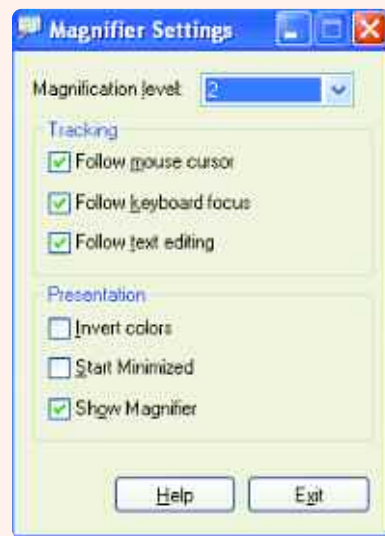 Magnifier Settings
Magnification level: 2
Tracking
Follow mouse cursor
Follow keyboard focus
Follow text editing
Presentation
Invert colors
Start Minimized
Show Magnifier
Help Exit